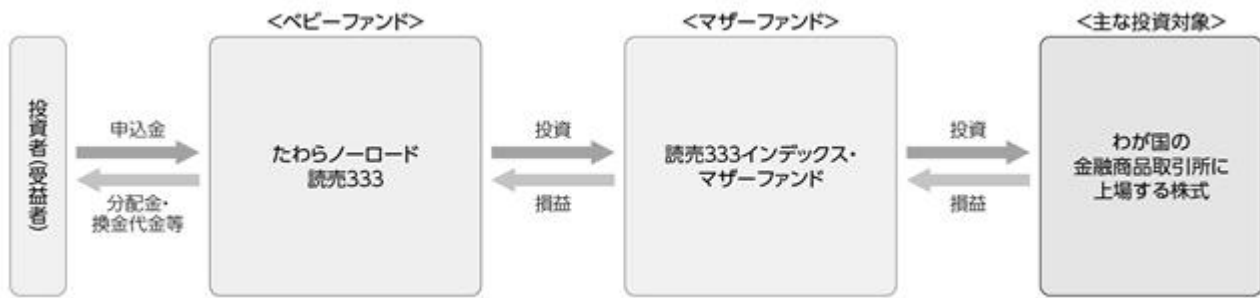 <ベビーファンド>
<マザーファンド>
<主な投資対象>
投資者(受益者)
申込金
分配金・
換金代金等
たわらノーロード
読売333
投資
損益
読売333インデックス・
マザーファンド
投資
損益
わが国の
金融商品取引所に
上場する株式